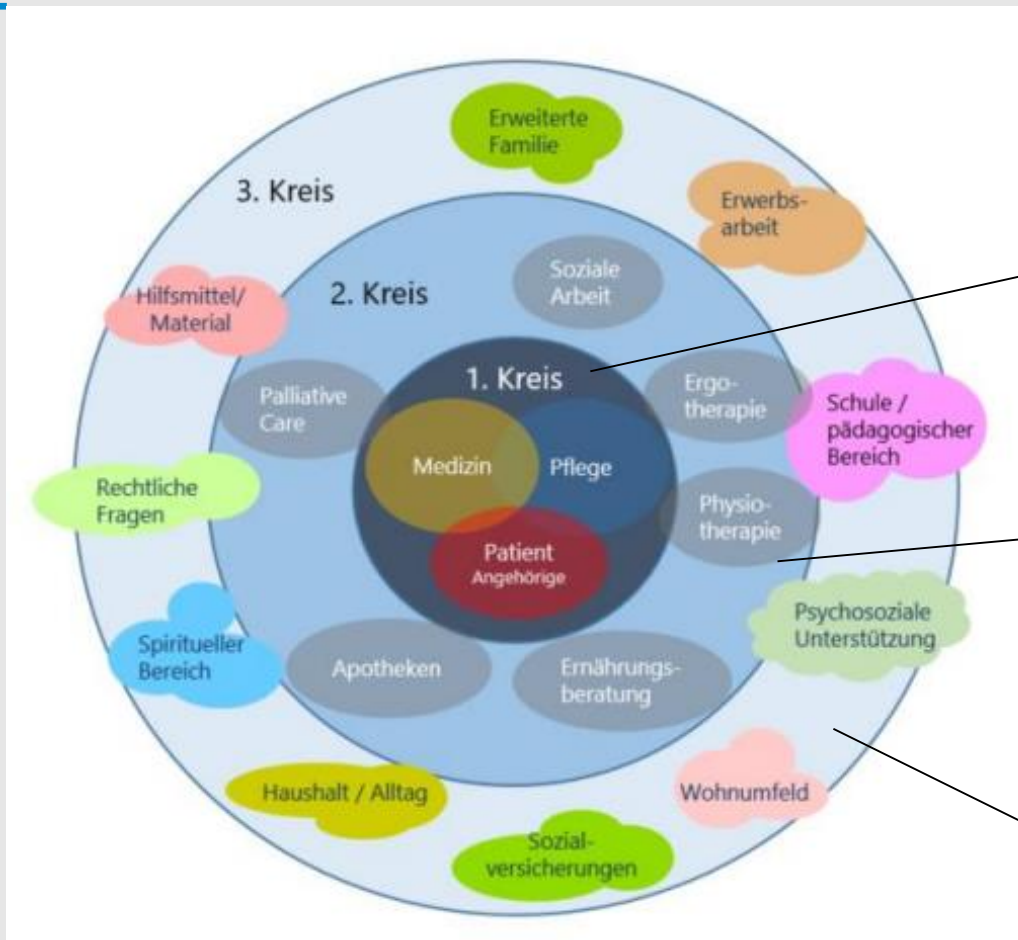 Erweiterte
Familie
3. Kreis
Erwerbs-
arbeit
Soziale
Arbeit
2. Kreis
Hilfsmittel/
Material
1. Kreis
Palliative
Care
Ergo-
therapie
Schule /
pädagogischer
Bereich
Medizin
Pflege
Rechtliche
Fragen
Physio-
therapie
Patient
Angehörige
Psychosoziale
Unterstützung
Spiritueller
Bereich
Apotheken
Ernährungs-
beratung
Haushalt / Alltag
Wohnumfeld
Sozial-
versicherungen